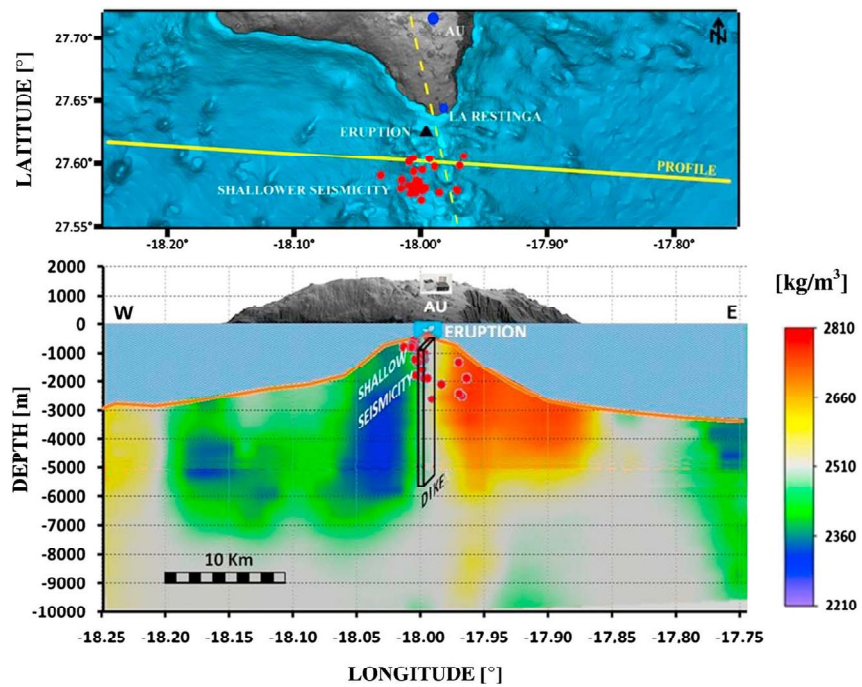 27.70°
27.65°
27.60°
27.55°
LATITUDE [°]
N
AU
LA RESTINGA
ERUPTION
PROFILE
SHALLOWER SEISMICITY
-18.20° -18.10° -18.00° -17.90° -17.80°
2000
1000
0
-1000
-2000
-3000
-4000
-5000
-6000
-7000
-8000
-9000
-10000
DEPTH [m]
W
E
AU
ERUPTION
SHALLOW
SEISMICITY
DIKE
10 Km
[kg/m³]
2810
2660
2510
2360
2210
-18.25 -18.20 -18.15 -18.10 -18.05 -18.00 -17.95 -17.90 -17,85 -17.80 -17.75
LONGITUDE [°]